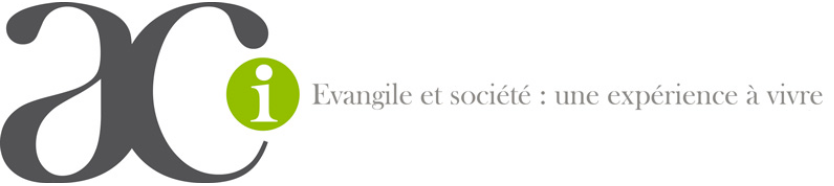 aci
Evangile et société : une expérience à vivre